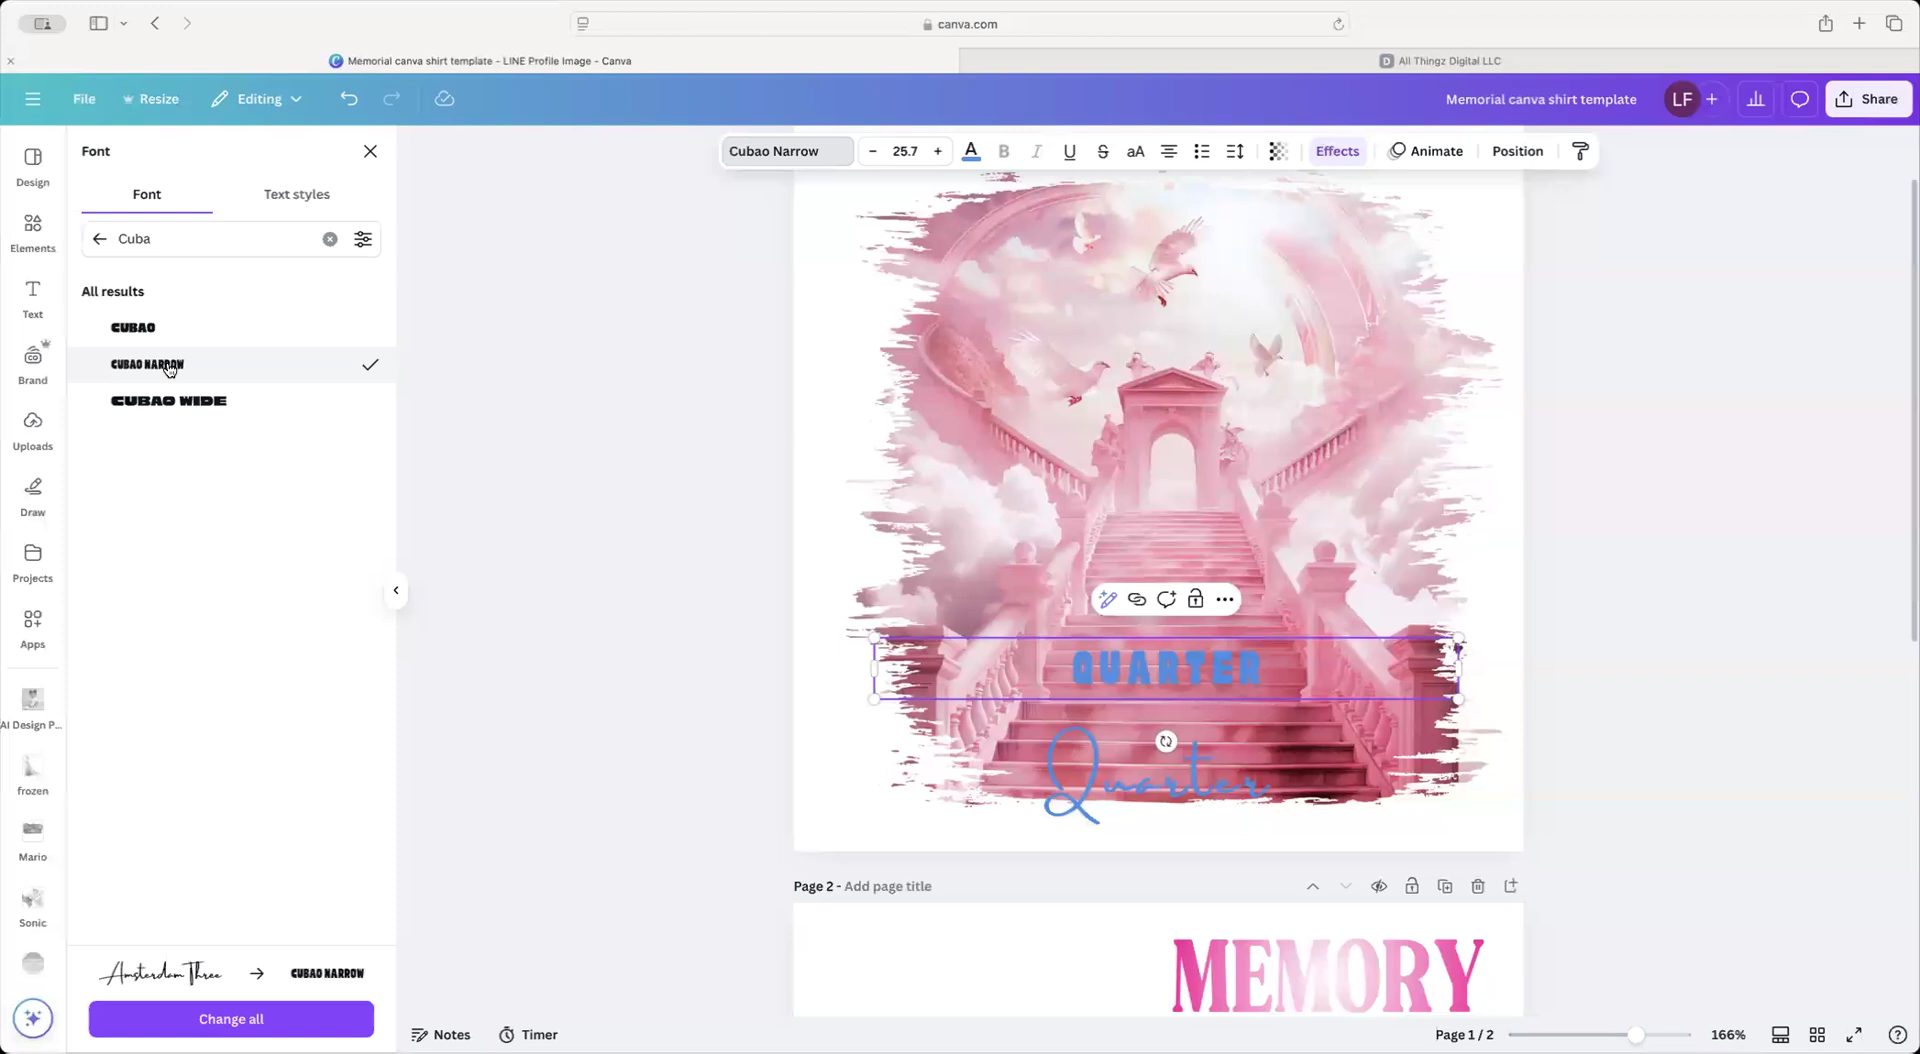 canva.com
Memorial canva shirt template - LINE Profile Image - Canva
All Thingz Digital LLC
File
Resize
Editing
Memorial canva shirt template
LF
Share
Font
Cubao Narrow
25.7
Effects
Animate
Position
Design
Font
Text styles
Cuba
Elements
All results
Text
CUBAO
CUBAO NARROW
CUBAO WIDE
Brand
Uploads
Draw
Projects
Apps
AI Design P...
frozen
Mario
Sonic
QUARTER
Quarter
Page 2 - Add page title
MEMORY
Amsterdam Three
CUBAO NARROW
Change all
Notes
Timer
Page 1 / 2
166%